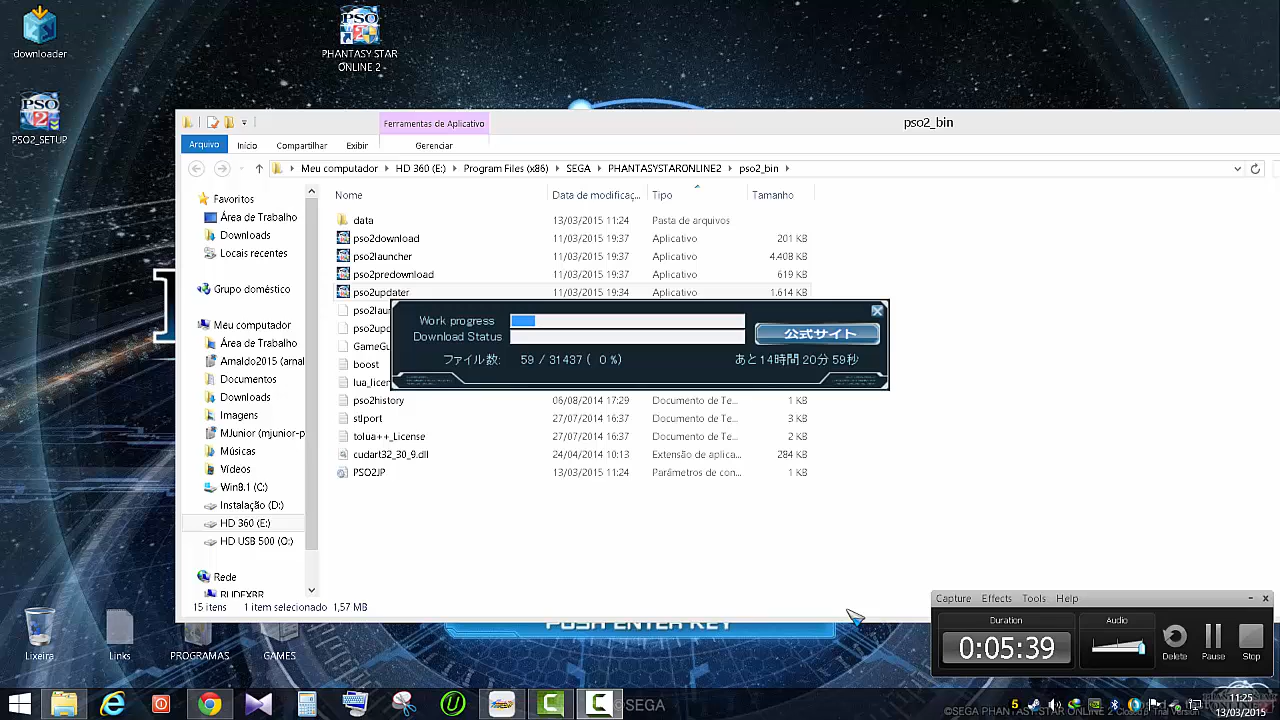 downloader
PHANTASY STAR
ONLINE 2
PSO2_SETUP
Ferramentas de Aplicativo
pso2_bin
Arquivo
Início
Compartilhar
Exibir
Gerenciar
Meu computador
HD 360 (E:)
Program Files (x86)
SEGA
PHANTASYSTARONLINE2
pso2_bin
Favoritos
Área de Trabalho
Downloads
Locais recentes
Grupo doméstico
Meu computador
Área de Trabalho
Arnaldo2015 (arnal
Documentos
Downloads
Imagens
MJunior (mjunior-p
Músicas
Vídeos
Win8.1 (C:)
Instalação (D:)
HD 360 (E:)
HD USB 500 (O:)
Rede
RUDEXBR
Nome Data de modificaç... Tipo Tamanho
data 13/03/2015 11:24 Pasta de arquivos
pso2download 11/03/2015 19:37 Aplicativo 201 KB
pso2launcher 11/03/2015 19:37 Aplicativo 4.408 KB
pso2predownload 11/03/2015 19:37 Aplicativo 619 KB
pso2updater 11/03/2015 19:34 Aplicativo 1.614 KB
pso2lau
pso2upd
GameGu
boost
lua_licen
pso2history 06/08/2014 17:29 Documento de Te... 1 KB
stlport 27/07/2014 16:37 Documento de Te... 3 KB
tolua++_License 27/07/2014 16:37 Documento de Te... 2 KB
cudart32_30_9.dll 24/04/2014 10:13 Extensão de aplica... 284 KB
PSO2JP 13/03/2015 11:24 Parâmetros de con... 1 KB
Work progress
Download Status
公式サイト
ファイル数: 59 / 31437 ( 0 %)
あと14時間 20分 59秒
15 itens 1 item selecionado 1,57 MB
PUSH ENTER KEY
Capture Effects Tools Help
Duration
0:05:39
Audio
Delete
Pause
Stop
Lixeira
Links
PROGRAMAS
GAMES
SEGA
11:25
13/03/2015